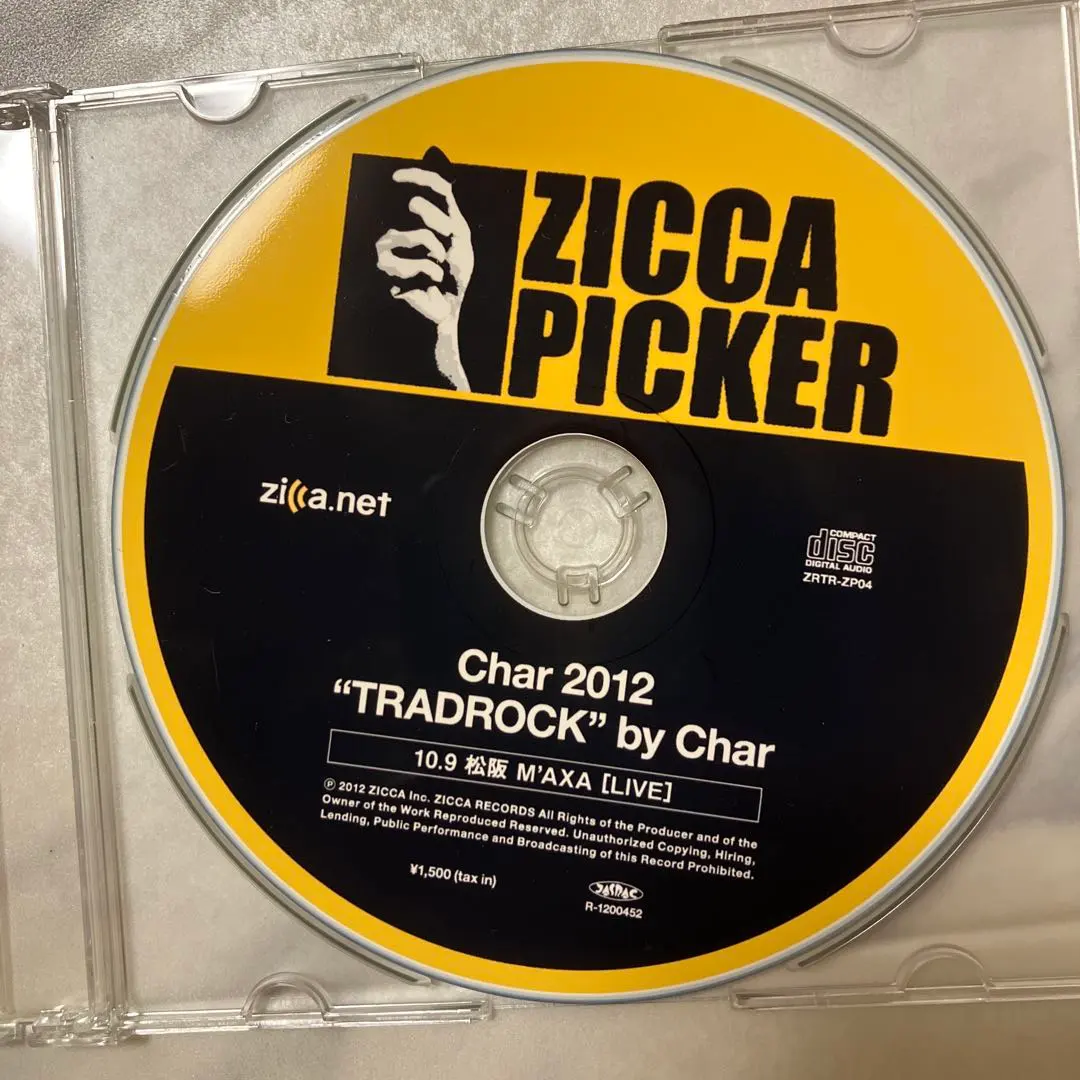 ZICCA
PICKER
zicca.net
COMPACT
disc
DIGITAL AUDIO
ZRTR-ZP04
Char 2012
“TRADROCK” by Char
10.9 松阪 M’AXA [LIVE]
Ⓟ 2012 ZICCA Inc. ZICCA RECORDS All Rights of the Producer and of the
Owner of the Work Reproduced Reserved. Unauthorized Copying, Hiring,
Lending, Public Performance and Broadcasting of this Record Prohibited.
¥1,500 (tax in)
JASRAC
R-1200452